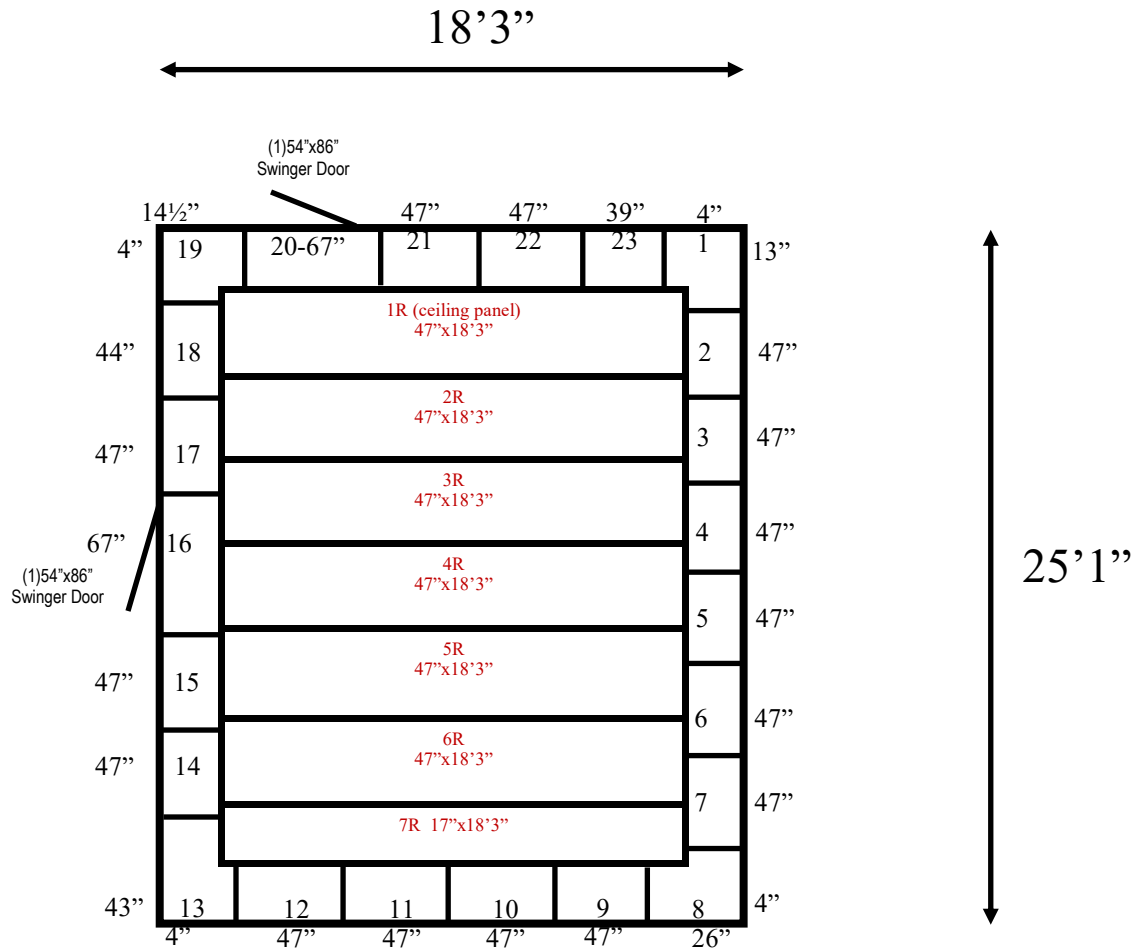 18’3”
(1)54”x86”
Swinger Door
14½” 47” 47” 39” 4”
4” 19 20-67” 21 22 23 1 13”
1R (ceiling panel)
47”x18’3”
44” 18 2 47”
2R
47”x18’3”
47” 17 3 47”
3R
47”x18’3”
67” 16 4 47”
25’1”
4R
47”x18’3”
(1)54”x86”
Swinger Door
5 47”
5R
47”x18’3”
47” 15 6 47”
6R
47”x18’3”
47” 14 7 47”
7R 17”x18’3”
43” 13 12 11 10 9 8 4”
4” 47” 47” 47” 47” 26”